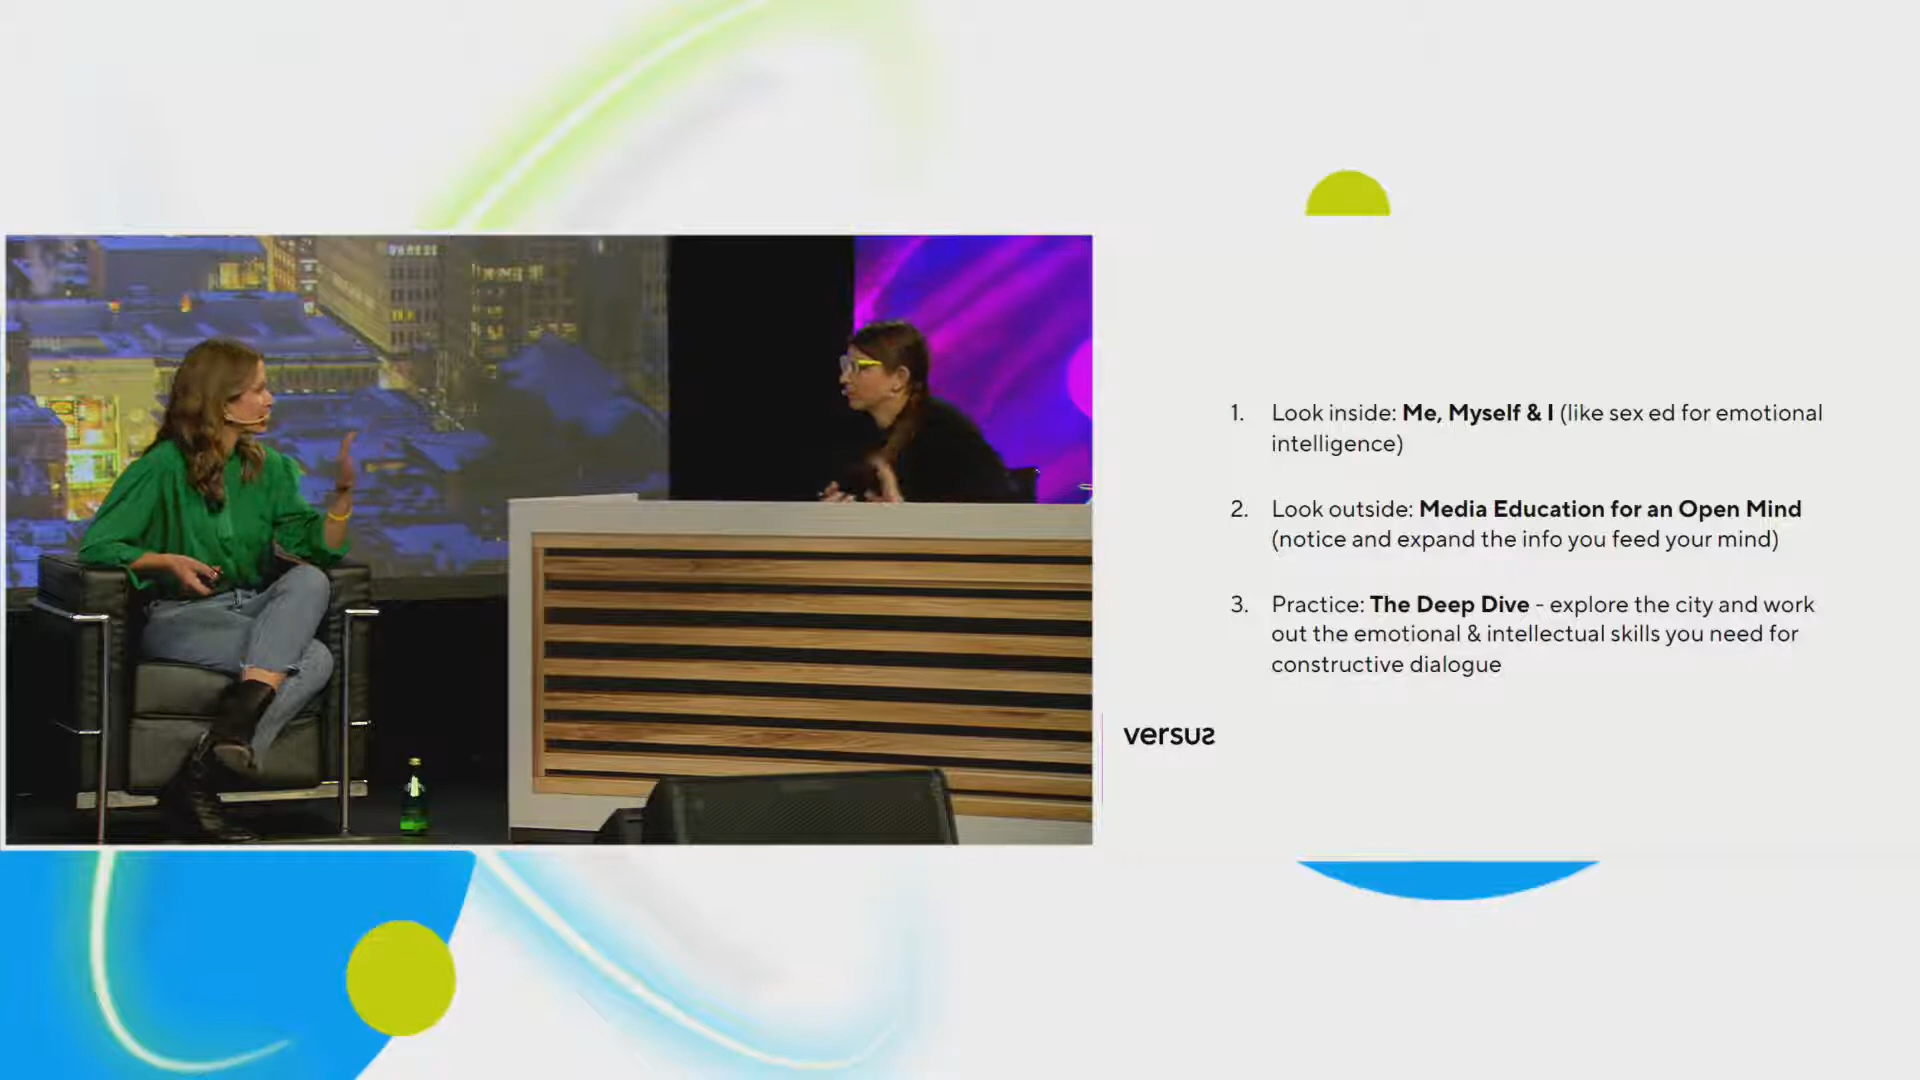 1. Look inside: Me, Myself & I (like sex ed for emotional
intelligence)
2. Look outside: Media Education for an Open Mind
(notice and expand the info you feed your mind)
3. Practice: The Deep Dive - explore the city and work
out the emotional & intellectual skills you need for
constructive dialogue
versus